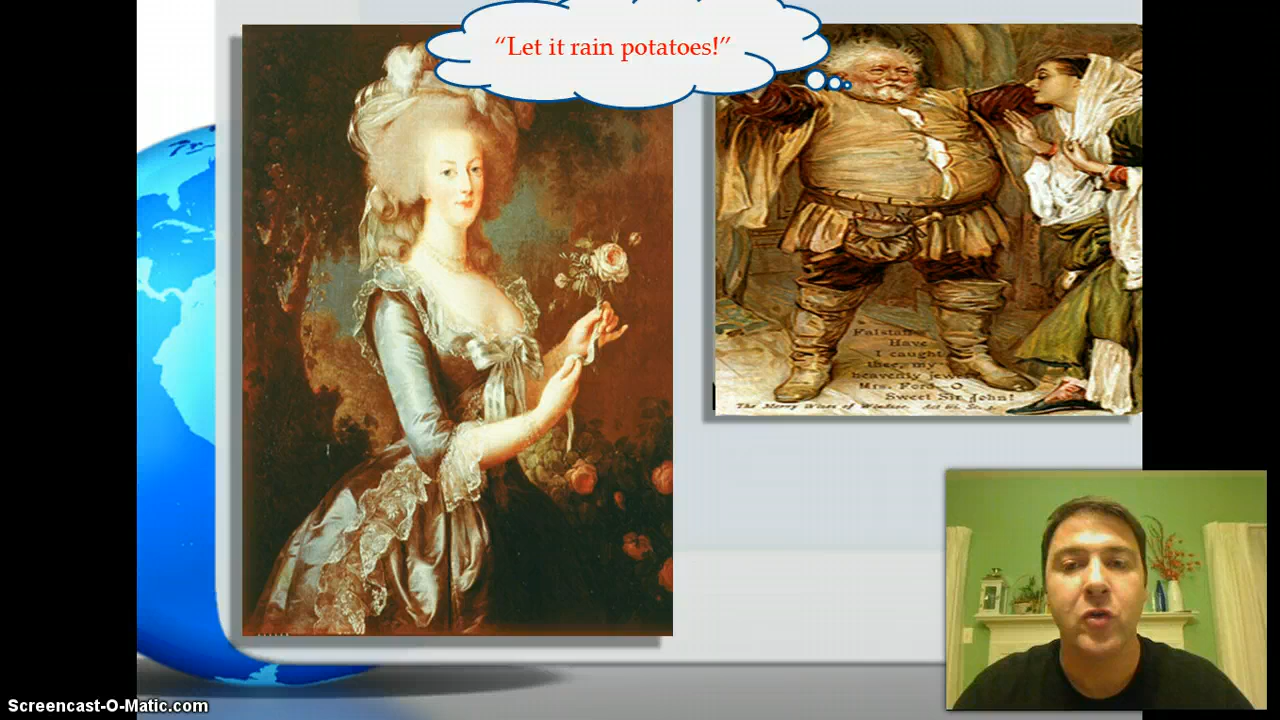 “Let it rain potatoes!”
Falstaff
Have
I caught
thee, my
heavenly jewel
Mrs. Ford O
Sweet Sir John!
The Merry Wives of Windsor. Act
Screencast-O-Matic.com